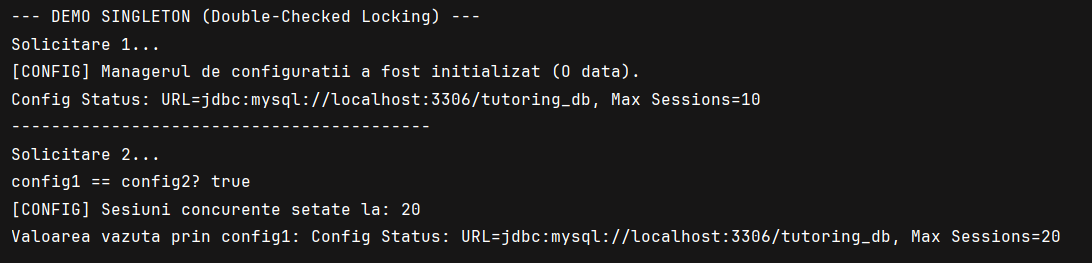 --- DEMO SINGLETON (Double-Checked Locking) ---
Solicitare 1...
[CONFIG] Managerul de configuratii a fost initializat (O data).
Config Status: URL=jdbc:mysql://localhost:3306/tutoring_db, Max Sessions=10
------------------------------------------
Solicitare 2...
config1 == config2? true
[CONFIG] Sesiuni concurente setate la: 20
Valoarea vazuta prin config1: Config Status: URL=jdbc:mysql://localhost:3306/tutoring_db, Max Sessions=20